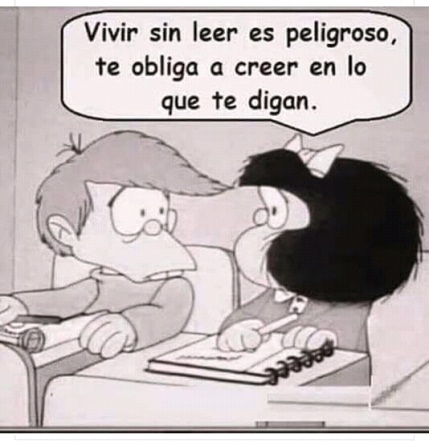 Vivir sin leer es peligroso,
te obliga a creer en lo
que te digan.